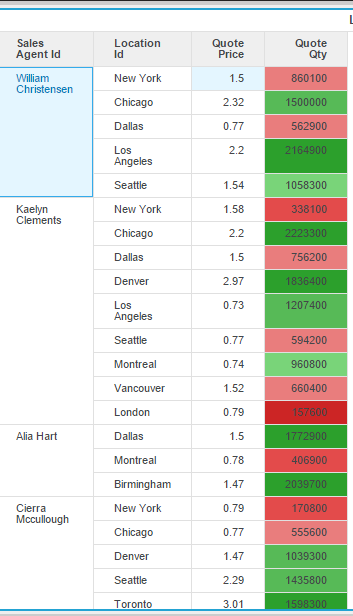 Sales Agent Id Location Id Quote Price Quote Qty
William Christensen New York 1.5 860100
Chicago 2.32 1500000
Dallas 0.77 562900
Los Angeles 2.2 2164900
Seattle 1.54 1058300
Kaelyn Clements New York 1.58 338100
Chicago 2.2 2223300
Dallas 1.5 756200
Denver 2.97 1836400
Los Angeles 0.73 1207400
Seattle 0.77 594200
Montreal 0.74 960800
Vancouver 1.52 660400
London 0.79 157600
Alia Hart Dallas 1.5 1772900
Montreal 0.78 406900
Birmingham 1.47 2039700
Cierra Mccullough New York 0.79 170800
Chicago 0.77 555600
Denver 1.47 1039300
Seattle 2.29 1435800
Toronto 3.01 1598300